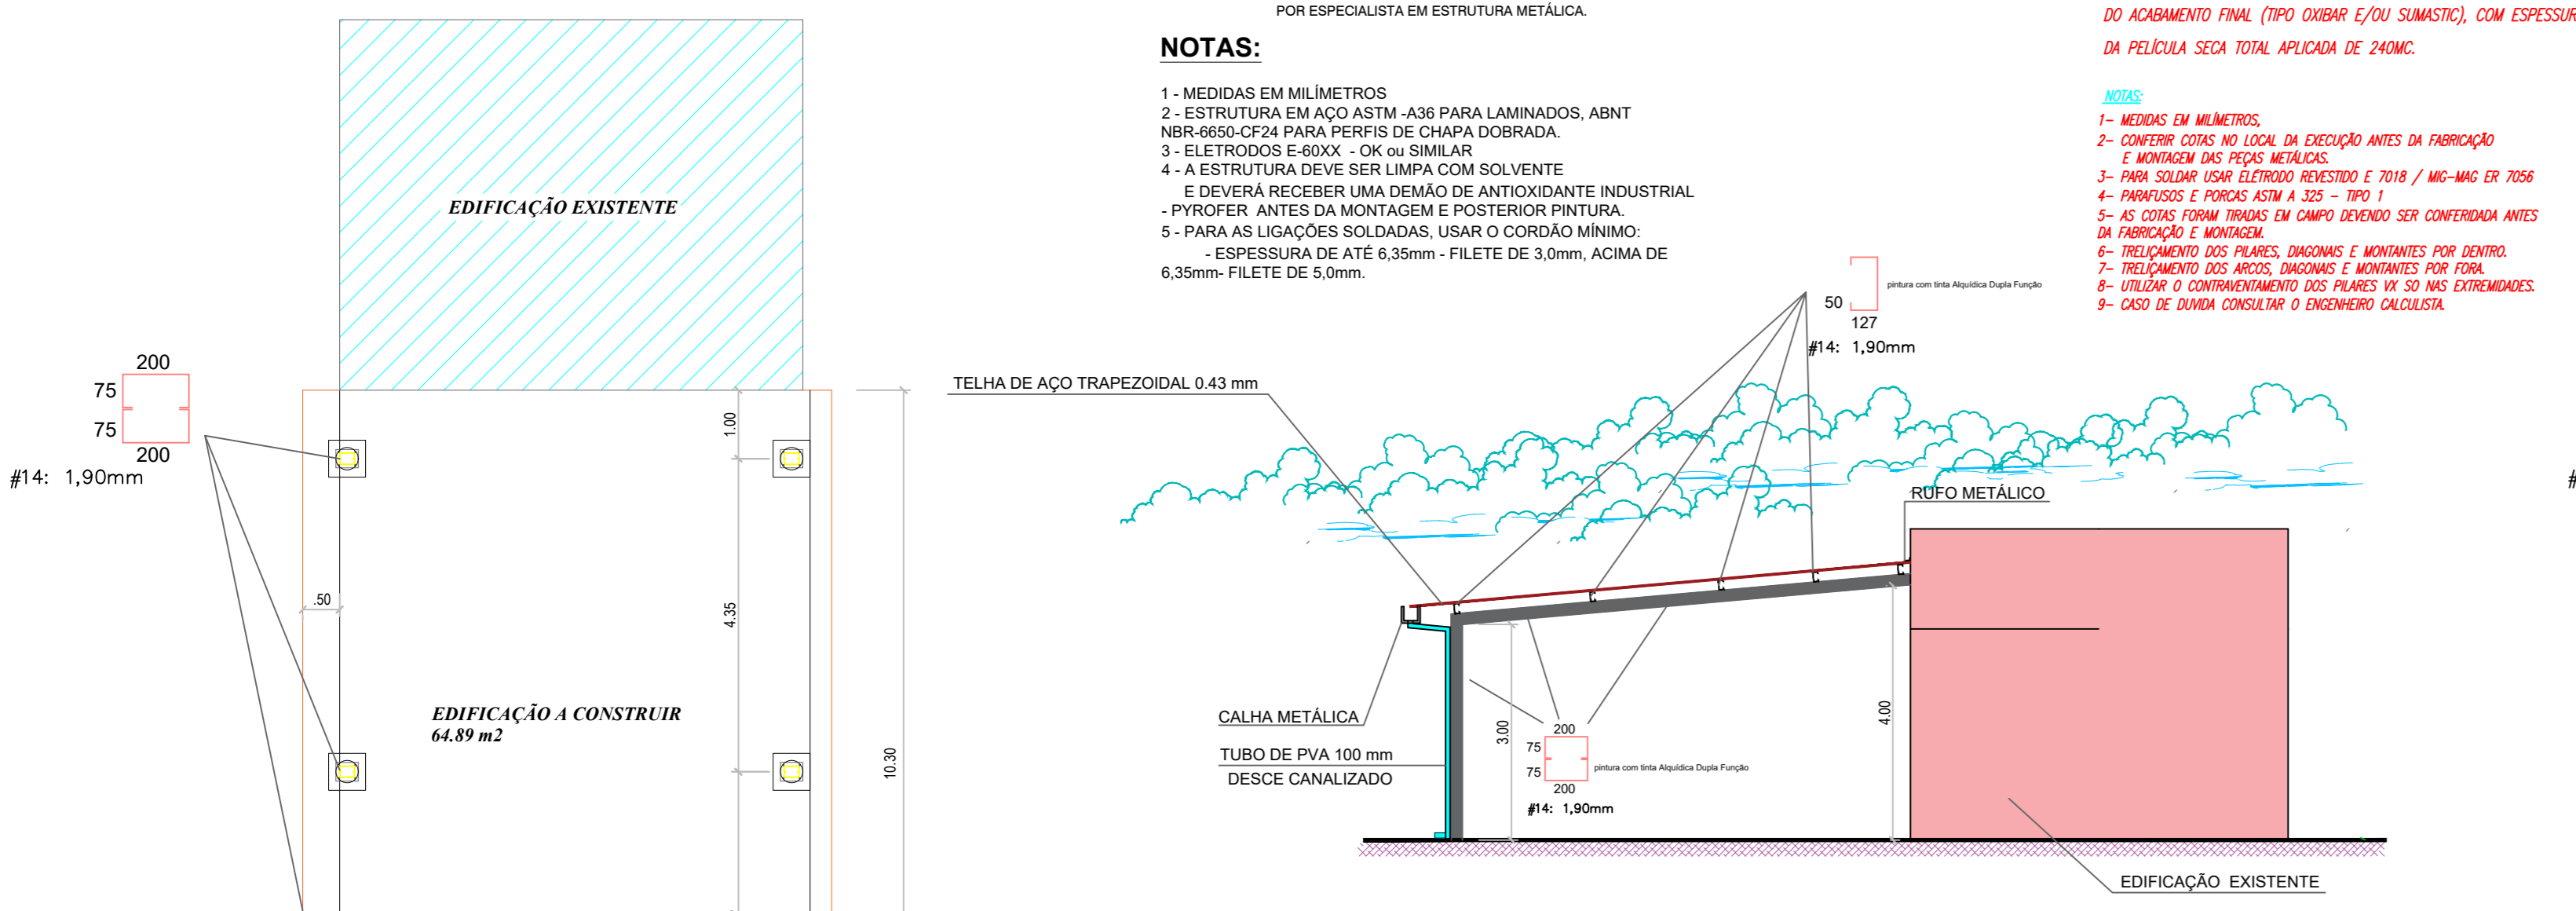 POR ESPECIALISTA EM ESTRUTURA METÁLICA.
NOTAS:
1 - MEDIDAS EM MILÍMETROS
2 - ESTRUTURA EM AÇO ASTM -A36 PARA LAMINADOS, ABNT
NBR-6650-CF24 PARA PERFIS DE CHAPA DOBRADA.
3 - ELETRODOS E-60XX - OK ou SIMILAR
4 - A ESTRUTURA DEVE SER LIMPA COM SOLVENTE
E DEVERÁ RECEBER UMA DEMÃO DE ANTIOXIDANTE INDUSTRIAL
- PYROFER ANTES DA MONTAGEM E POSTERIOR PINTURA.
5 - PARA AS LIGAÇÕES SOLDADAS, USAR O CORDÃO MÍNIMO:
- ESPESSURA DE ATÉ 6,35mm - FILETE DE 3,0mm, ACIMA DE
6,35mm- FILETE DE 5,0mm.
DO ACABAMENTO FINAL (TIPO OXIBAR E/OU SUMASTIC), COM ESPESSUR
DA PELÍCULA SECA TOTAL APLICADA DE 240MC.
NOTAS:
1- MEDIDAS EM MILÍMETROS,
2- CONFERIR COTAS NO LOCAL DA EXECUÇÃO ANTES DA FABRICAÇÃO
E MONTAGEM DAS PEÇAS METÁLICAS.
3- PARA SOLDAR USAR ELÉTRODO REVESTIDO E 7018 / MIG-MAG ER 7056
4- PARAFUSOS E PORCAS ASTM A 325 - TIPO 1
5- AS COTAS FORAM TIRADAS EM CAMPO DEVENDO SER CONFERIDADA ANTES
DA FABRICAÇÃO E MONTAGEM.
6- TRELIÇAMENTO DOS PILARES, DIAGONAIS E MONTANTES POR DENTRO.
7- TRELIÇAMENTO DOS ARCOS, DIAGONAIS E MONTANTES POR FORA.
8- UTILIZAR O CONTRAVENTAMENTO DOS PILARES VX SO NAS EXTREMIDADES.
9- CASO DE DUVIDA CONSULTAR O ENGENHEIRO CALCULISTA.
EDIFICAÇÃO EXISTENTE
200
75
75
200
#14: 1,90mm
1.00
.50
4.35
10.30
EDIFICAÇÃO A CONSTRUIR
64.89 m2
50
127
pintura com tinta Alquídica Dupla Função
#14: 1,90mm
TELHA DE AÇO TRAPEZOIDAL 0.43 mm
RUFO METÁLICO
#
CALHA METÁLICA
TUBO DE PVA 100 mm
DESCE CANALIZADO
3.00
4.00
200
75
75
200
pintura com tinta Alquídica Dupla Função
#14: 1,90mm
EDIFICAÇÃO EXISTENTE